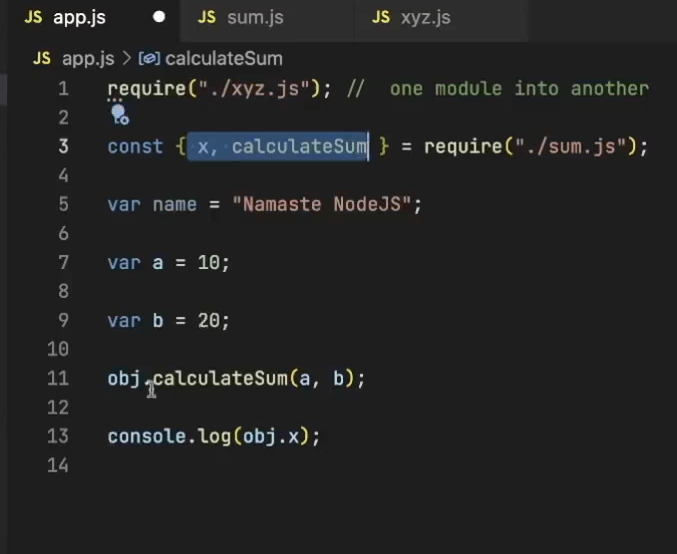 JS app.js JS sum.js JS xyz.js
JS app.js > calculateSum
1 require("./xyz.js"); // one module into another
2
3 const { x, calculateSum } = require("./sum.js");
4
5 var name = "Namaste NodeJS";
6
7 var a = 10;
8
9 var b = 20;
10
11 obj.calculateSum(a, b);
12
13 console.log(obj.x);
14